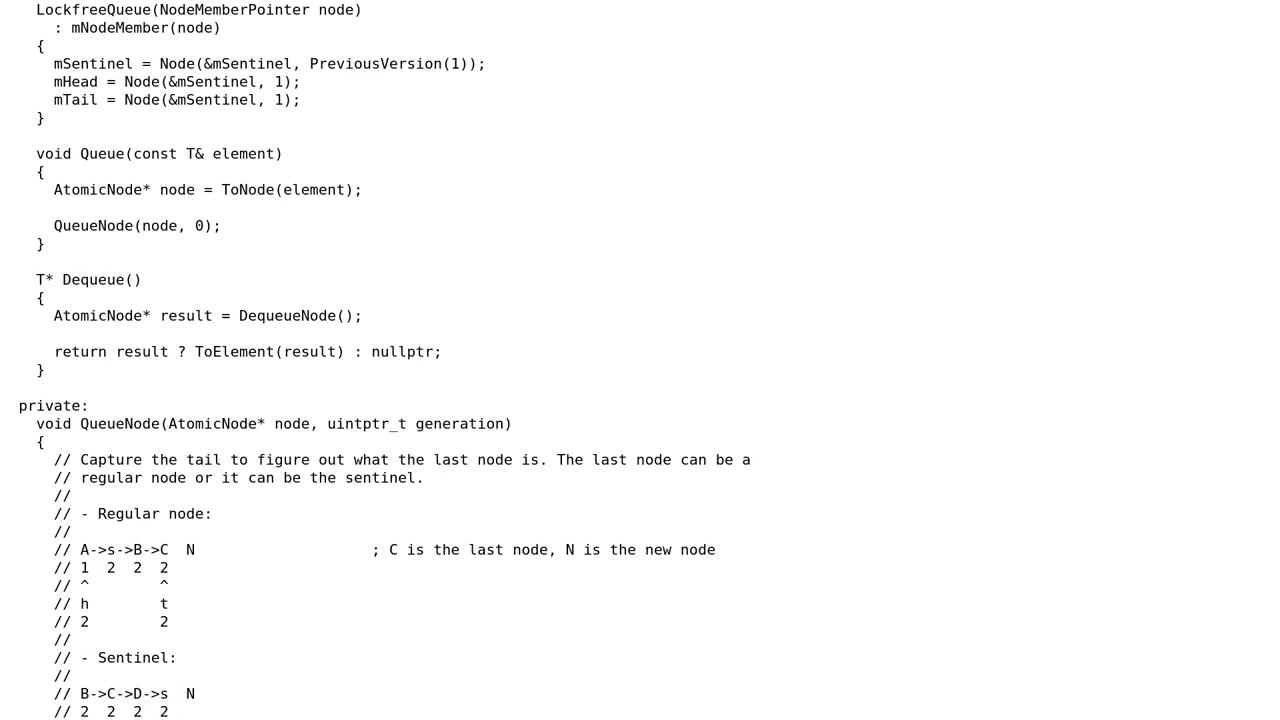 LockfreeQueue(NodeMemberPointer node)
  : mNodeMember(node)
{
  mSentinel = Node(&mSentinel, PreviousVersion(1));
  mHead = Node(&mSentinel, 1);
  mTail = Node(&mSentinel, 1);
}

void Queue(const T& element)
{
  AtomicNode* node = ToNode(element);

  QueueNode(node, 0);
}

T* Dequeue()
{
  AtomicNode* result = DequeueNode();

  return result ? ToElement(result) : nullptr;
}

private:
  void QueueNode(AtomicNode* node, uintptr_t generation)
  {
    // Capture the tail to figure out what the last node is. The last node can be a
    // regular node or it can be the sentinel.
    //
    // - Regular node:
    //
    // A->s->B->C  N                    ; C is the last node, N is the new node
    // 1  2  2  2
    // ^        ^
    // h        t
    // 2        2
    //
    // - Sentinel:
    //
    // B->C->D->s  N
    // 2  2  2  2